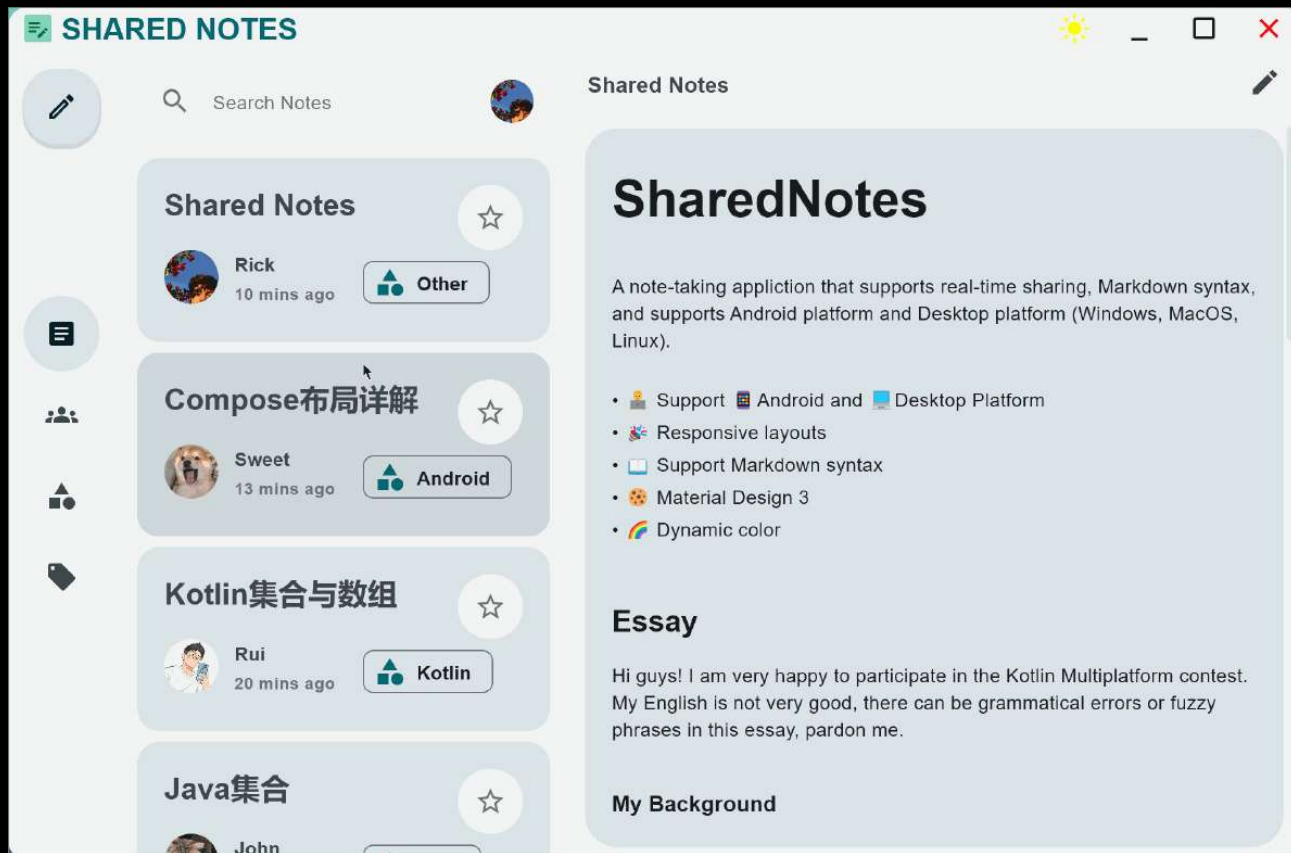 SHARED NOTES
Search Notes
Shared Notes
Rick
10 mins ago
Other
Compose布局详解
Sweet
13 mins ago
Android
Kotlin集合与数组
Rui
20 mins ago
Kotlin
Java集合
John
Shared Notes
SharedNotes
A note-taking appliction that supports real-time sharing, Markdown syntax,
and supports Android platform and Desktop platform (Windows, MacOS,
Linux).
• 🧑‍💻 Support 📱 Android and 💻 Desktop Platform
• 🎉 Responsive layouts
• 📖 Support Markdown syntax
• 🍪 Material Design 3
• 🌈 Dynamic color
Essay
Hi guys! I am very happy to participate in the Kotlin Multiplatform contest.
My English is not very good, there can be grammatical errors or fuzzy
phrases in this essay, pardon me.
My Background